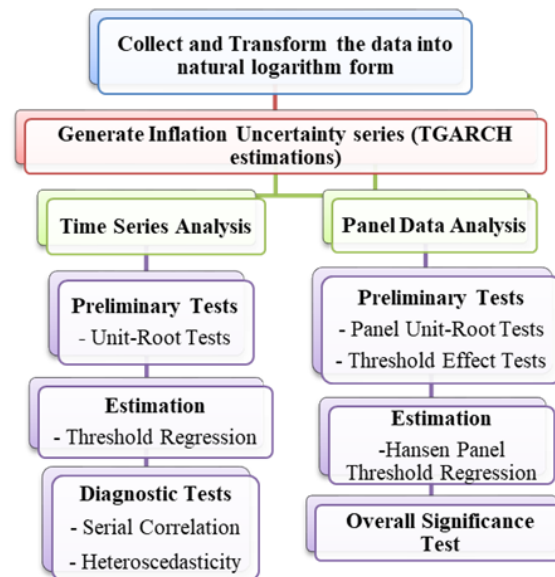 Collect and Transform the data into
natural logarithm form
Generate Inflation Uncertainty series (TGARCH
estimations)
Time Series Analysis
Preliminary Tests
- Unit-Root Tests
Estimation
- Threshold Regression
Diagnostic Tests
- Serial Correlation
- Heteroscedasticity
Panel Data Analysis
Preliminary Tests
- Panel Unit-Root Tests
- Threshold Effect Tests
Estimation
-Hansen Panel
Threshold Regression
Overall Significance
Test